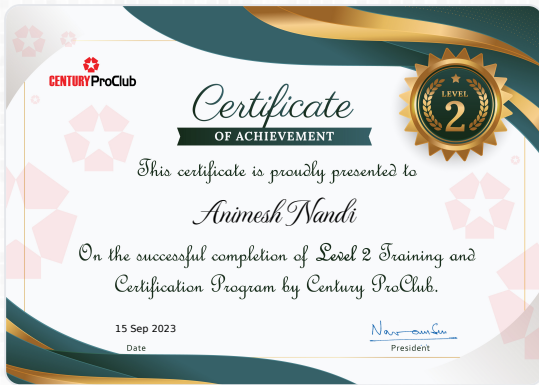 CENTURY ProClub
LEVEL
2
Certificate
OF ACHIEVEMENT
This certificate is proudly presented to
Animesh Nandi
On the successful completion of Level 2 Training and
Certification Program by Century ProClub.
15 Sep 2023
Date
President